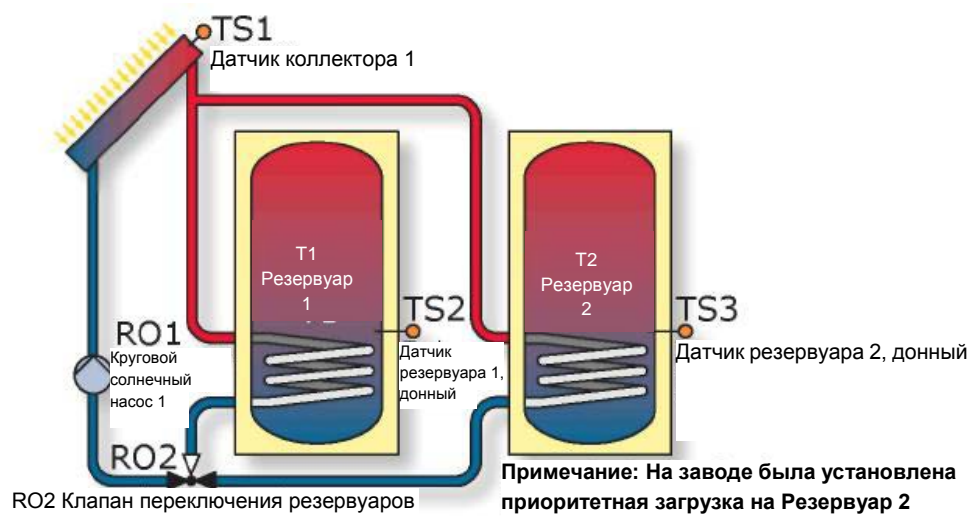 TS1
Датчик коллектора 1
T1
Резервуар
1
T2
Резервуар
2
TS2
Датчик
резервуара 1,
донный
TS3
Датчик резервуара 2, донный
RO1
Круговой
солнечный
насос 1
RO2
RO2 Клапан переключения резервуаров
Примечание: На заводе была установлена
приоритетная загрузка на Резервуар 2